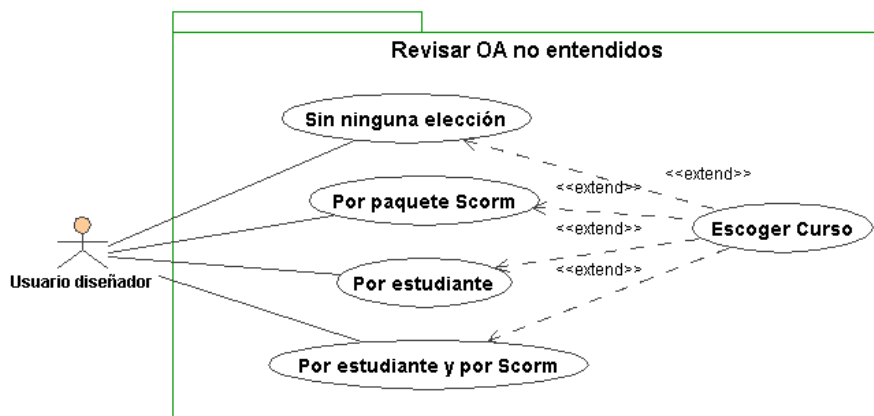 Revisar OA no entendidos
Sin ninguna elección
<<extend>>
Por paquete Scorm
<<extend>>
<<extend>>
Escoger Curso
Por estudiante
<<extend>>
Usuario diseñador
Por estudiante y por Scorm